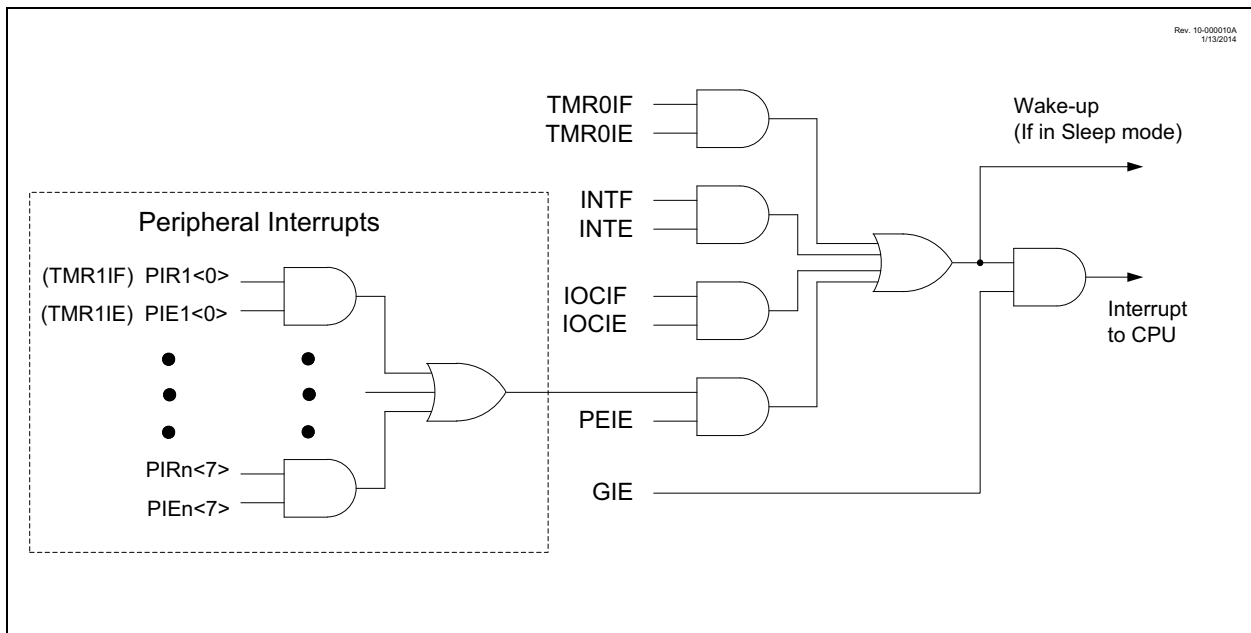 Rev. 10-000010A
1/13/2014
TMR0IF
TMR0IE
Wake-up
(If in Sleep mode)
INTF
INTE
Peripheral Interrupts
(TMR1IF) PIR1<0>
(TMR1IE) PIE1<0>
IOCIF
IOCIE
Interrupt
to CPU
PEIE
PIRn<7>
PIEn<7>
GIE